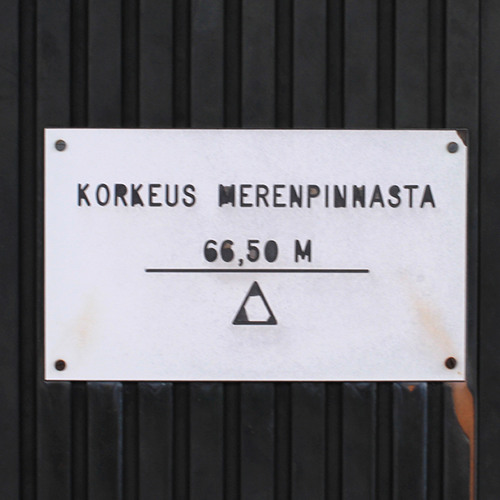 KORKEUS MERENPINNASTA
66,50 M